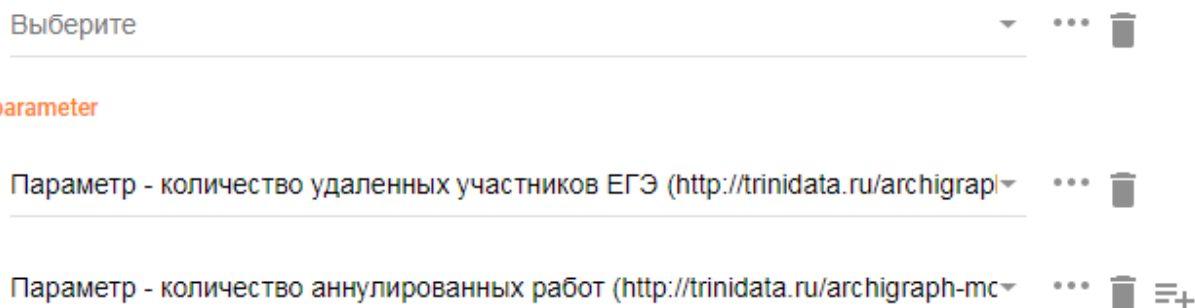 Выберите
parameter
Параметр - количество удаленных участников ЕГЭ (http://trinidata.ru/archigrapl
Параметр - количество аннулированных работ (http://trinidata.ru/archigraph-mc